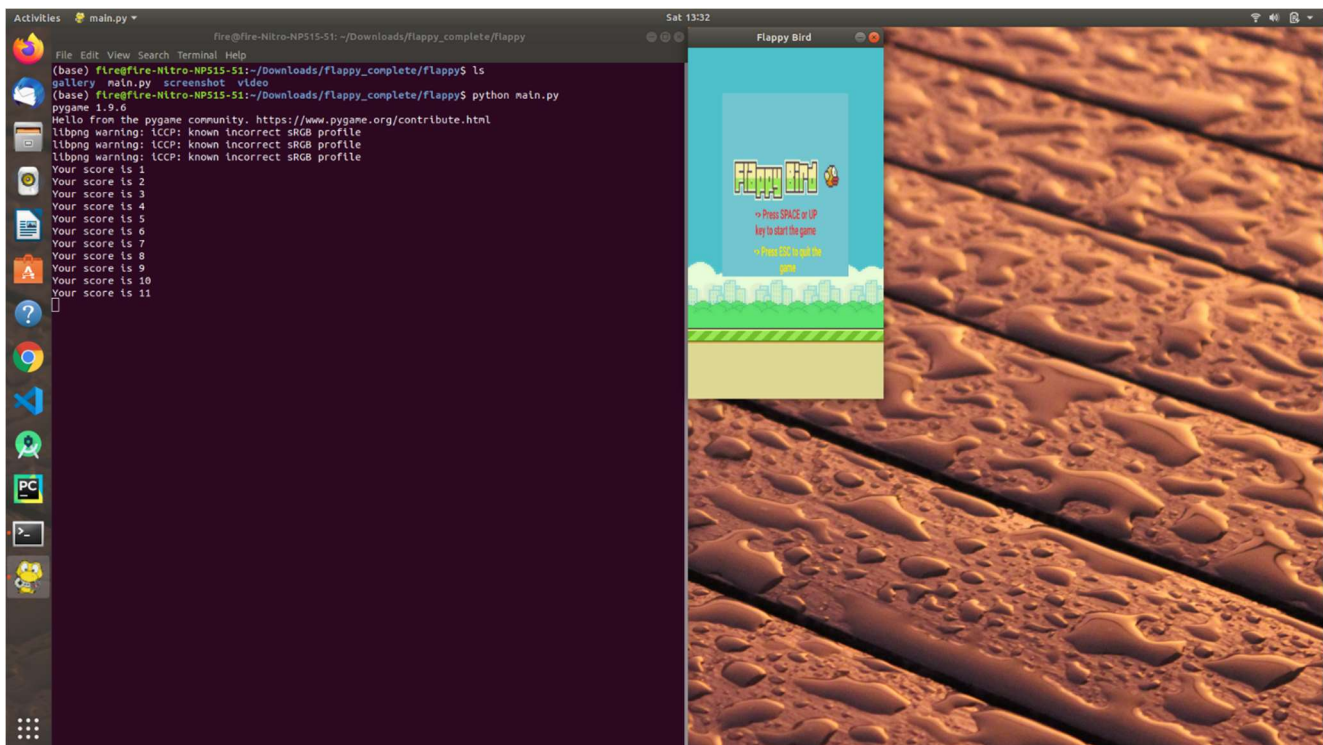 Activities main.py Sat 13:32
fire@fire-Nitro-NP515-51: ~/Downloads/flappy_complete/flappy
File Edit View Search Terminal Help
(base) fire@fire-Nitro-NP515-51:~/Downloads/flappy_complete/flappy$ ls
gallery main.py screenshot video
(base) fire@fire-Nitro-NP515-51:~/Downloads/flappy_complete/flappy$ python main.py
pygame 1.9.6
Hello from the pygame community. https://www.pygame.org/contribute.html
libpng warning: iCCP: known incorrect sRGB profile
libpng warning: iCCP: known incorrect sRGB profile
libpng warning: iCCP: known incorrect sRGB profile
Your score is 1
Your score is 2
Your score is 3
Your score is 4
Your score is 5
Your score is 6
Your score is 7
Your score is 8
Your score is 9
Your score is 10
Your score is 11
Flappy Bird
Flappy Bird
-> Press SPACE or UP
key to start the game
-> Press ESC to quit the
game
PC